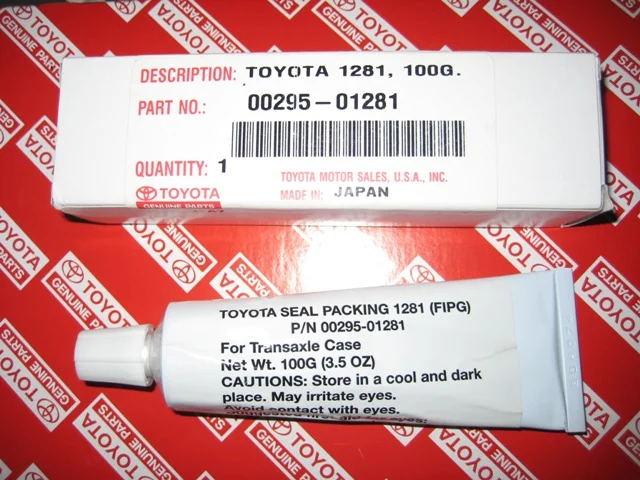 DESCRIPTION: TOYOTA 1281, 100G.
PART NO.: 00295-01281
QUANTITY: 1
TOYOTA MOTOR SALES, U.S.A., INC.
TOYOTA
GENUINE PARTS
MADE IN: JAPAN
TOYOTA SEAL PACKING 1281 (FIPG)
P/N 00295-01281
For Transaxle Case
Net Wt. 100G (3.5 OZ)
CAUTIONS: Store in a cool and dark
place. May irritate eyes.
Avoid contact with eyes.
TOYOTA
GENUINE PARTS